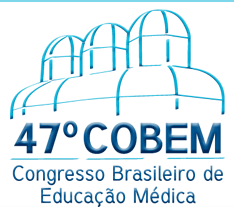 47º COBEM
Congresso Brasileiro de
Educação Médica